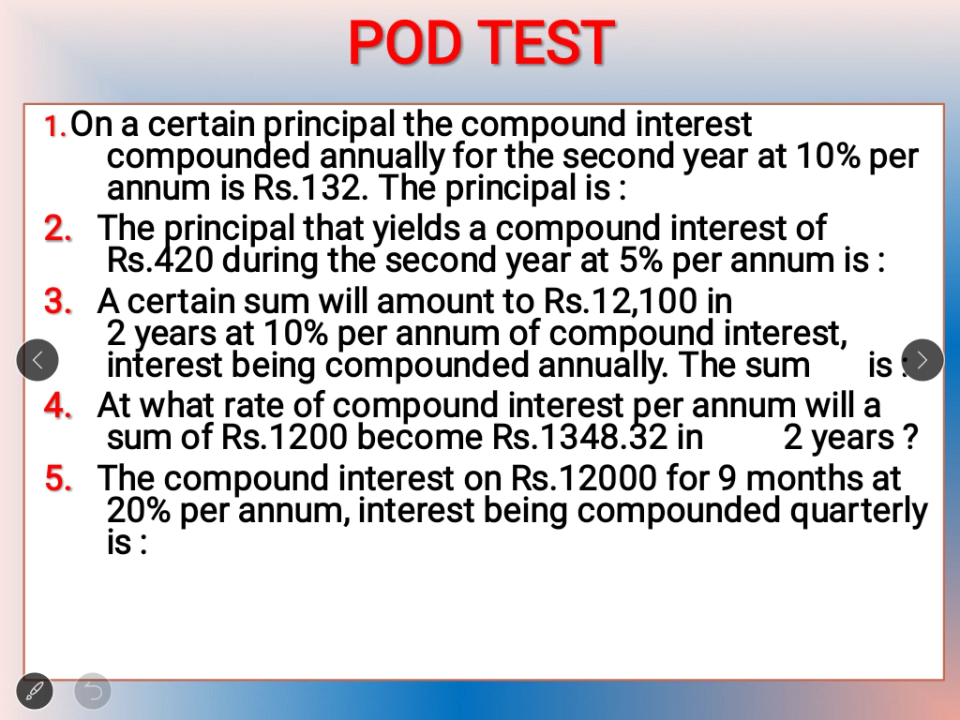 POD TEST
1. On a certain principal the compound interest
compounded annually for the second year at 10% per
annum is Rs.132. The principal is :
2. The principal that yields a compound interest of
Rs.420 during the second year at 5% per annum is :
3. A certain sum will amount to Rs.12,100 in
2 years at 10% per annum of compound interest,
interest being compounded annually. The sum is :
4. At what rate of compound interest per annum will a
sum of Rs.1200 become Rs.1348.32 in 2 years ?
5. The compound interest on Rs.12000 for 9 months at
20% per annum, interest being compounded quarterly
is :